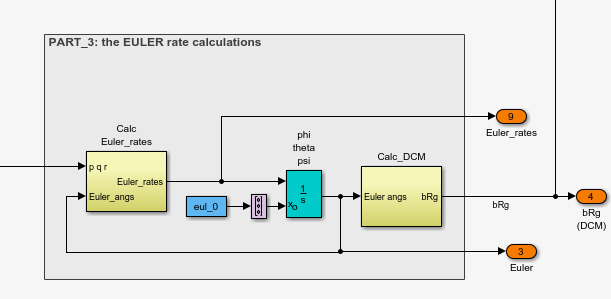 PART_3: the EULER rate calculations
9
Euler_rates
Calc
Euler_rates
p q r
Euler_rates
Euler_angs
eul_0
phi
theta
psi
1
s
xo
Calc_DCM
Euler angs
bRg
bRg
4
bRg
(DCM)
3
Euler